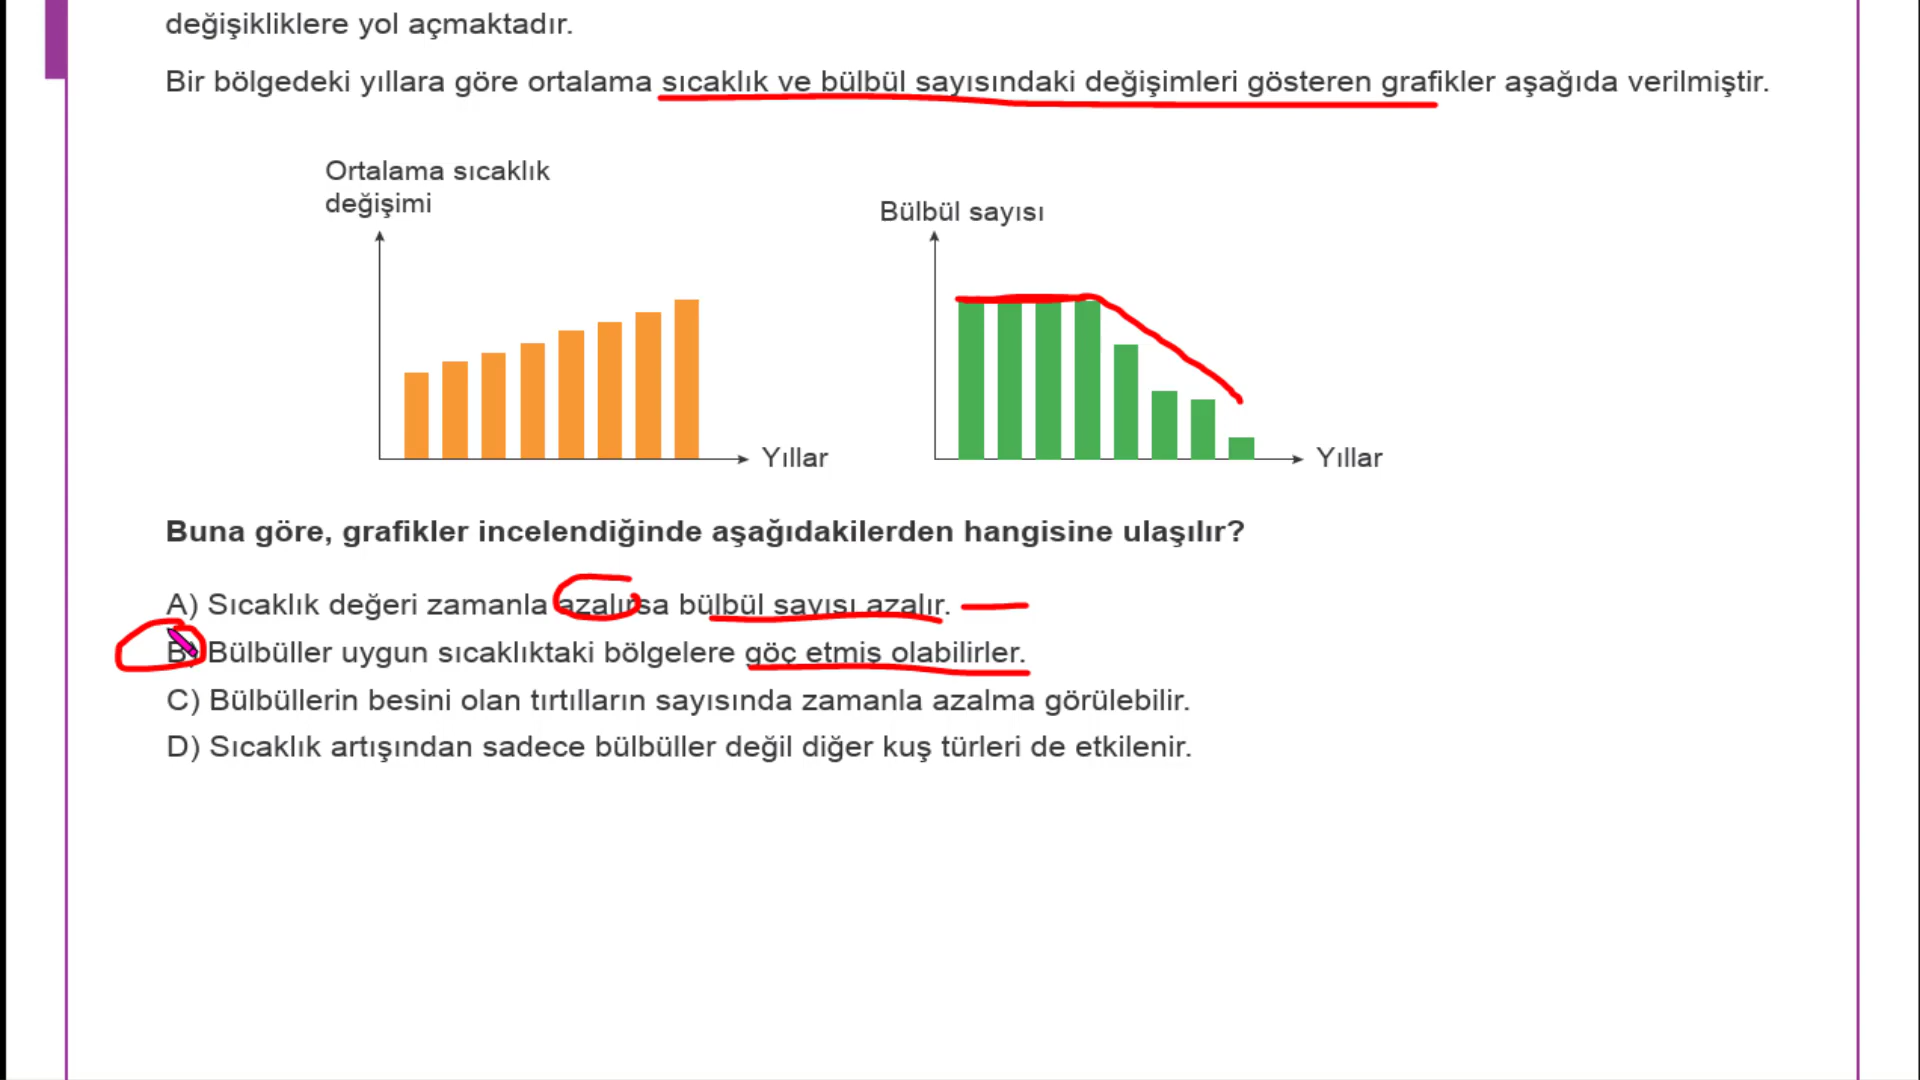 değişikliklere yol açmaktadır.
Bir bölgedeki yıllara göre ortalama sıcaklık ve bülbül sayısındaki değişimleri gösteren grafikler aşağıda verilmiştir.
Ortalama sıcaklık
değişimi
Yıllar
Bülbül sayısı
Yıllar
Buna göre, grafikler incelendiğinde aşağıdakilerden hangisine ulaşılır?
A) Sıcaklık değeri zamanla azalırsa bülbül sayısı azalır.
B) Bülbüller uygun sıcaklıktaki bölgelere göç etmiş olabilirler.
C) Bülbüllerin besini olan tırtılların sayısında zamanla azalma görülebilir.
D) Sıcaklık artışından sadece bülbüller değil diğer kuş türleri de etkilenir.